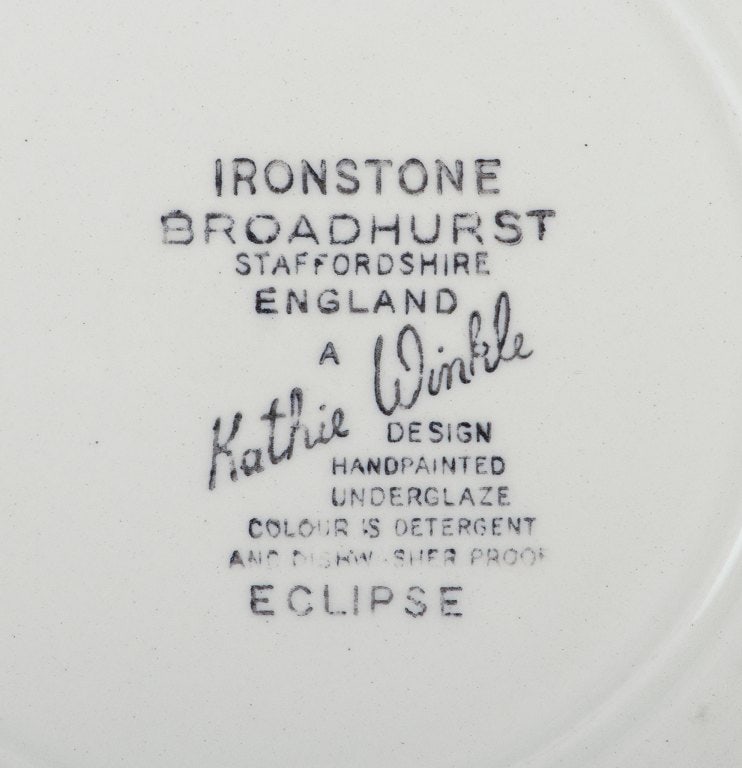 IRONSTONE
BROADHURST
STAFFORDSHIRE
ENGLAND
A
Kathie Winkle
DESIGN
HANDPAINTED
UNDERGLAZE
COLOUR IS DETERGENT
AND DISHWASHER PROOF
ECLIPSE